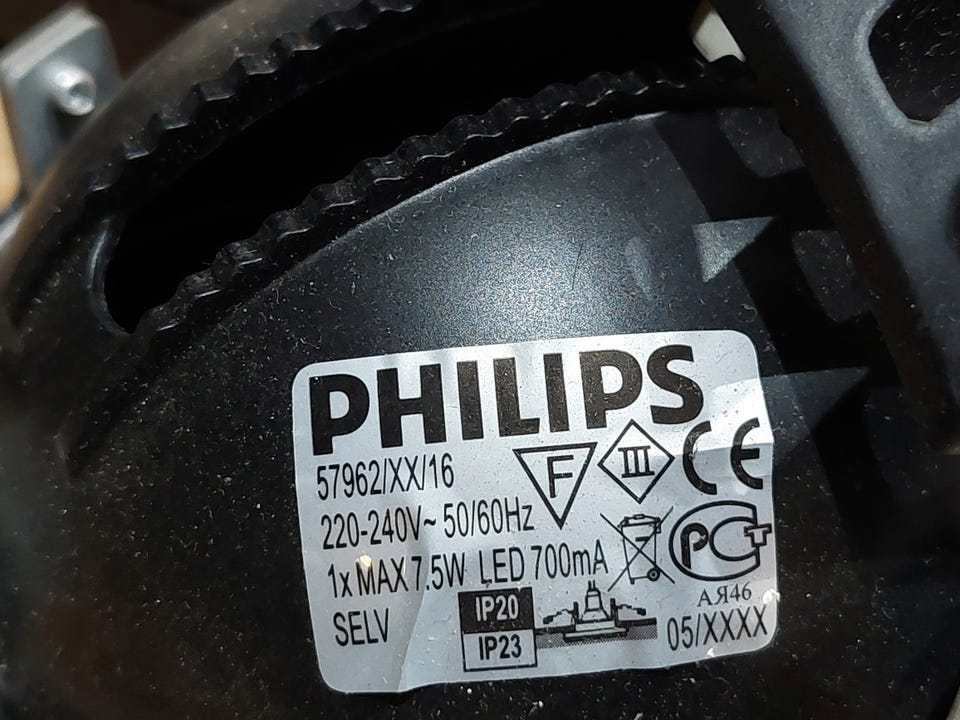 PHILIPS
57962/XX/16
F III CE
220-240V~ 50/60Hz
1x MAX 7.5W LED 700mA
РСТ
АЯ46
SELV
IP20
IP23
05/XXXX